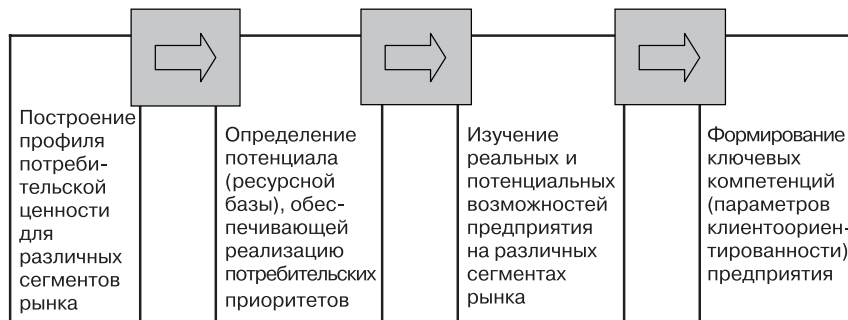 Построение
профиля
потреби-
тельской
ценности
для
различных
сегментов
рынка
Определение
потенциала
(ресурсной
базы), обес-
печивающей
реализацию
потребительских
приоритетов
Изучение
реальных и
потенциальных
возможностей
предприятия
на различных
сегментах
рынка
Формирование
ключевых
компетенций
(параметров
клиентоориен-
тированности)
предприятия